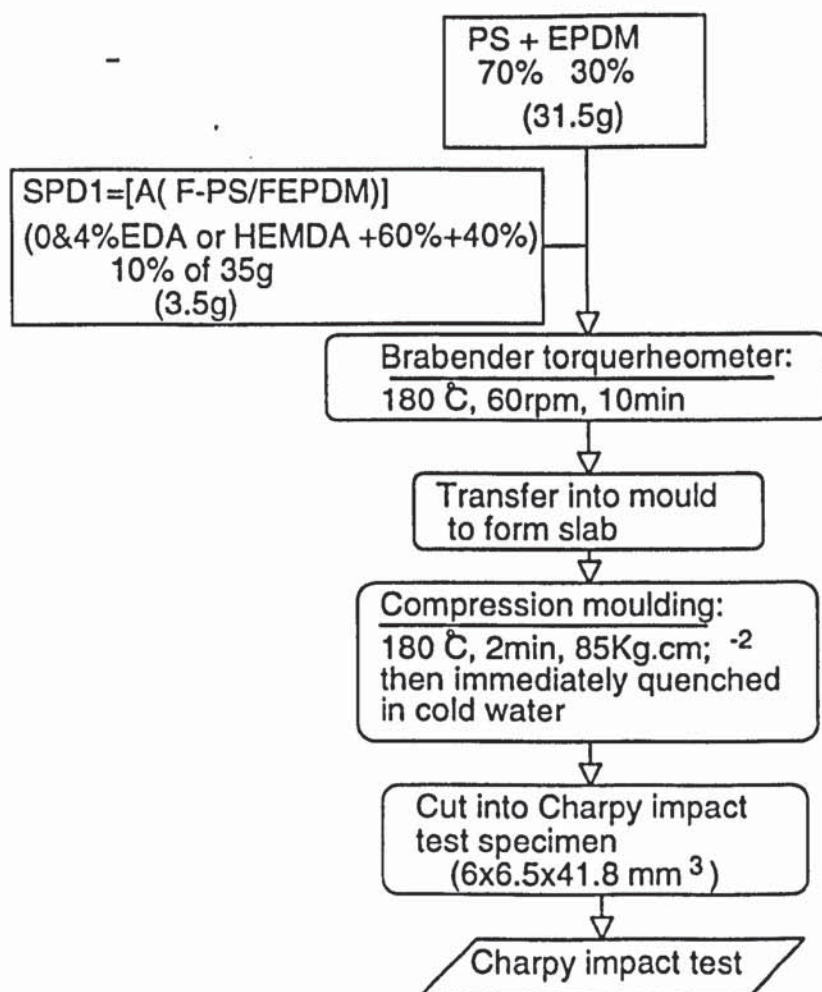 PS + EPDM
70% 30%
(31.5g)
SPD1=[A( F-PS/FEPDM)]
(0&4%EDA or HEMDA +60%+40%)
10% of 35g
(3.5g)
Brabender torquerheometer:
180 °C, 60rpm, 10min
Transfer into mould
to form slab
Compression moulding:
180 °C, 2min, 85Kg.cm; -2
then immediately quenched
in cold water
Cut into Charpy impact
test specimen
(6x6.5x41.8 mm 3 )
Charpy impact test